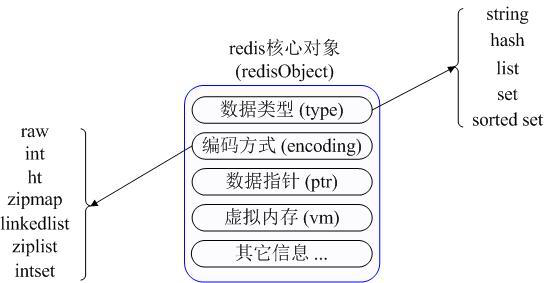 redis核心对象
(redisObject)
数据类型 (type)
编码方式 (encoding)
数据指针 (ptr)
虚拟内存 (vm)
其它信息 ...
string
hash
list
set
sorted set
raw
int
ht
zipmap
linkedlist
ziplist
intset